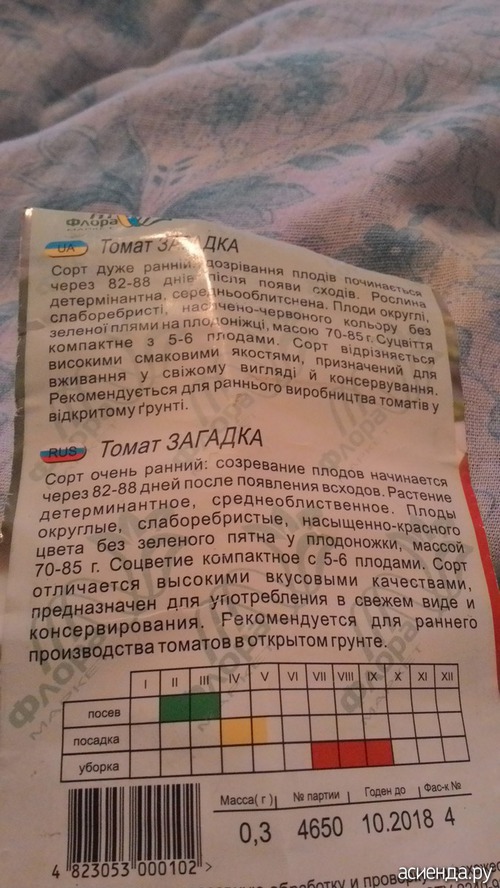 Флора
МАРКЕТ
UA Томат ЗАГАДКА
Сорт дуже ранній: дозрівання плодів починається
через 82-88 днів після появи сходів. Рослина
детермінантна, середньооблитснена. Плоди округлі,
слаборебристі, насичено-червоного кольору без
зеленої плями на плодоніжці, масою 70-85 г. Суцвіття
компактне з 5-6 плодами. Сорт відрізняється
високими смаковими якостями, призначений для
вживання у свіжому вигляді й консервування.
Рекомендується для раннього виробництва томатів у
відкритому ґрунті.
RUS Томат ЗАГАДКА
Сорт очень ранний: созревание плодов начинается
через 82-88 дней после появления всходов. Растение
детерминантное, среднеоблиственное. Плоды
округлые, слаборебристые, насыщенно-красного
цвета без зеленого пятна у плодоножки, массой
70-85 г. Соцветие компактное с 5-6 плодами. Сорт
отличается высокими вкусовыми качествами,
предназначен для употребления в свежем виде и
консервирования. Рекомендуется для раннего
производства томатов в открытом грунте.
I II III IV V VI VII VIII IX X XI XII
посев
посадка
уборка
Масса( г ) № партии Годен до Фас-к №
0,3 4650 10.2018 4
4 823053 000102 >
обработку и
асиенда.ру